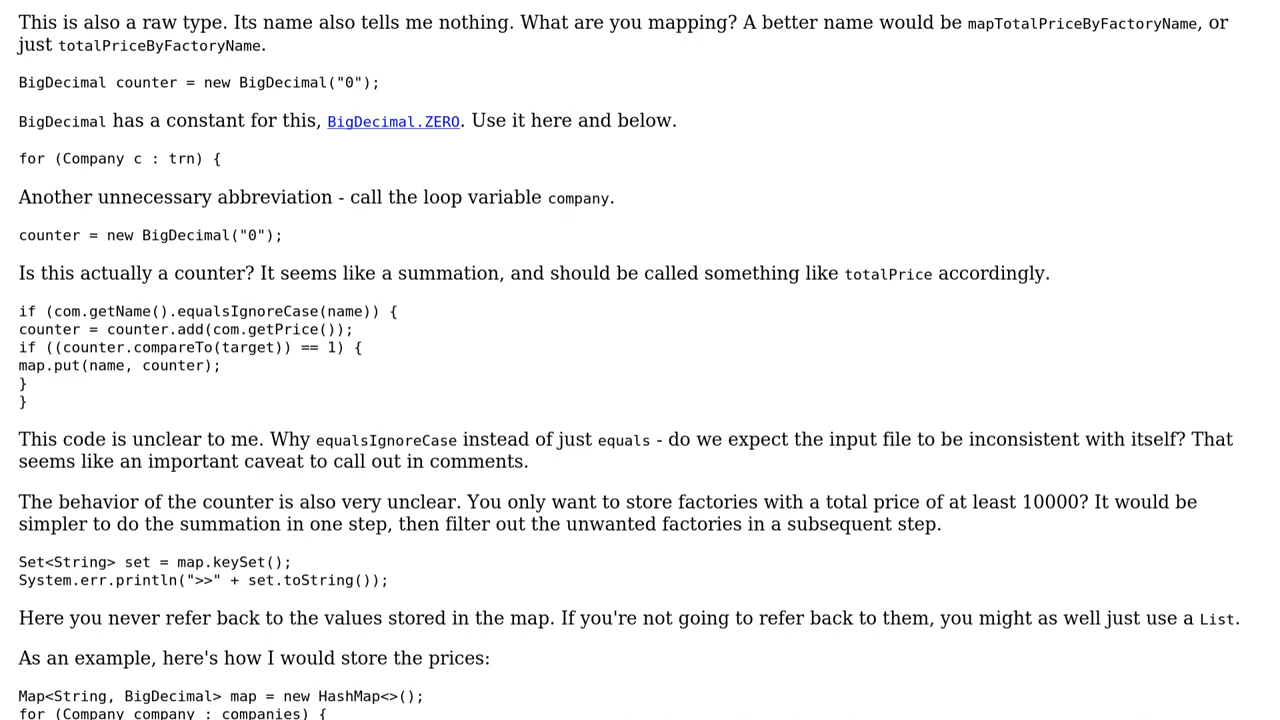 This is also a raw type. Its name also tells me nothing. What are you mapping? A better name would be mapTotalPriceByFactoryName, or
just totalPriceByFactoryName.
BigDecimal counter = new BigDecimal("0");
BigDecimal has a constant for this, BigDecimal.ZERO. Use it here and below.
for (Company c : trn) {
Another unnecessary abbreviation - call the loop variable company.
counter = new BigDecimal("0");
Is this actually a counter? It seems like a summation, and should be called something like totalPrice accordingly.
if (com.getName().equalsIgnoreCase(name)) {
counter = counter.add(com.getPrice());
if ((counter.compareTo(target)) == 1) {
map.put(name, counter);
}
}
This code is unclear to me. Why equalsIgnoreCase instead of just equals - do we expect the input file to be inconsistent with itself? That
seems like an important caveat to call out in comments.
The behavior of the counter is also very unclear. You only want to store factories with a total price of at least 10000? It would be
simpler to do the summation in one step, then filter out the unwanted factories in a subsequent step.
Set<String> set = map.keySet();
System.err.println(">>" + set.toString());
Here you never refer back to the values stored in the map. If you're not going to refer back to them, you might as well just use a List.
As an example, here's how I would store the prices:
Map<String, BigDecimal> map = new HashMap<>();
for (Company company : companies) {